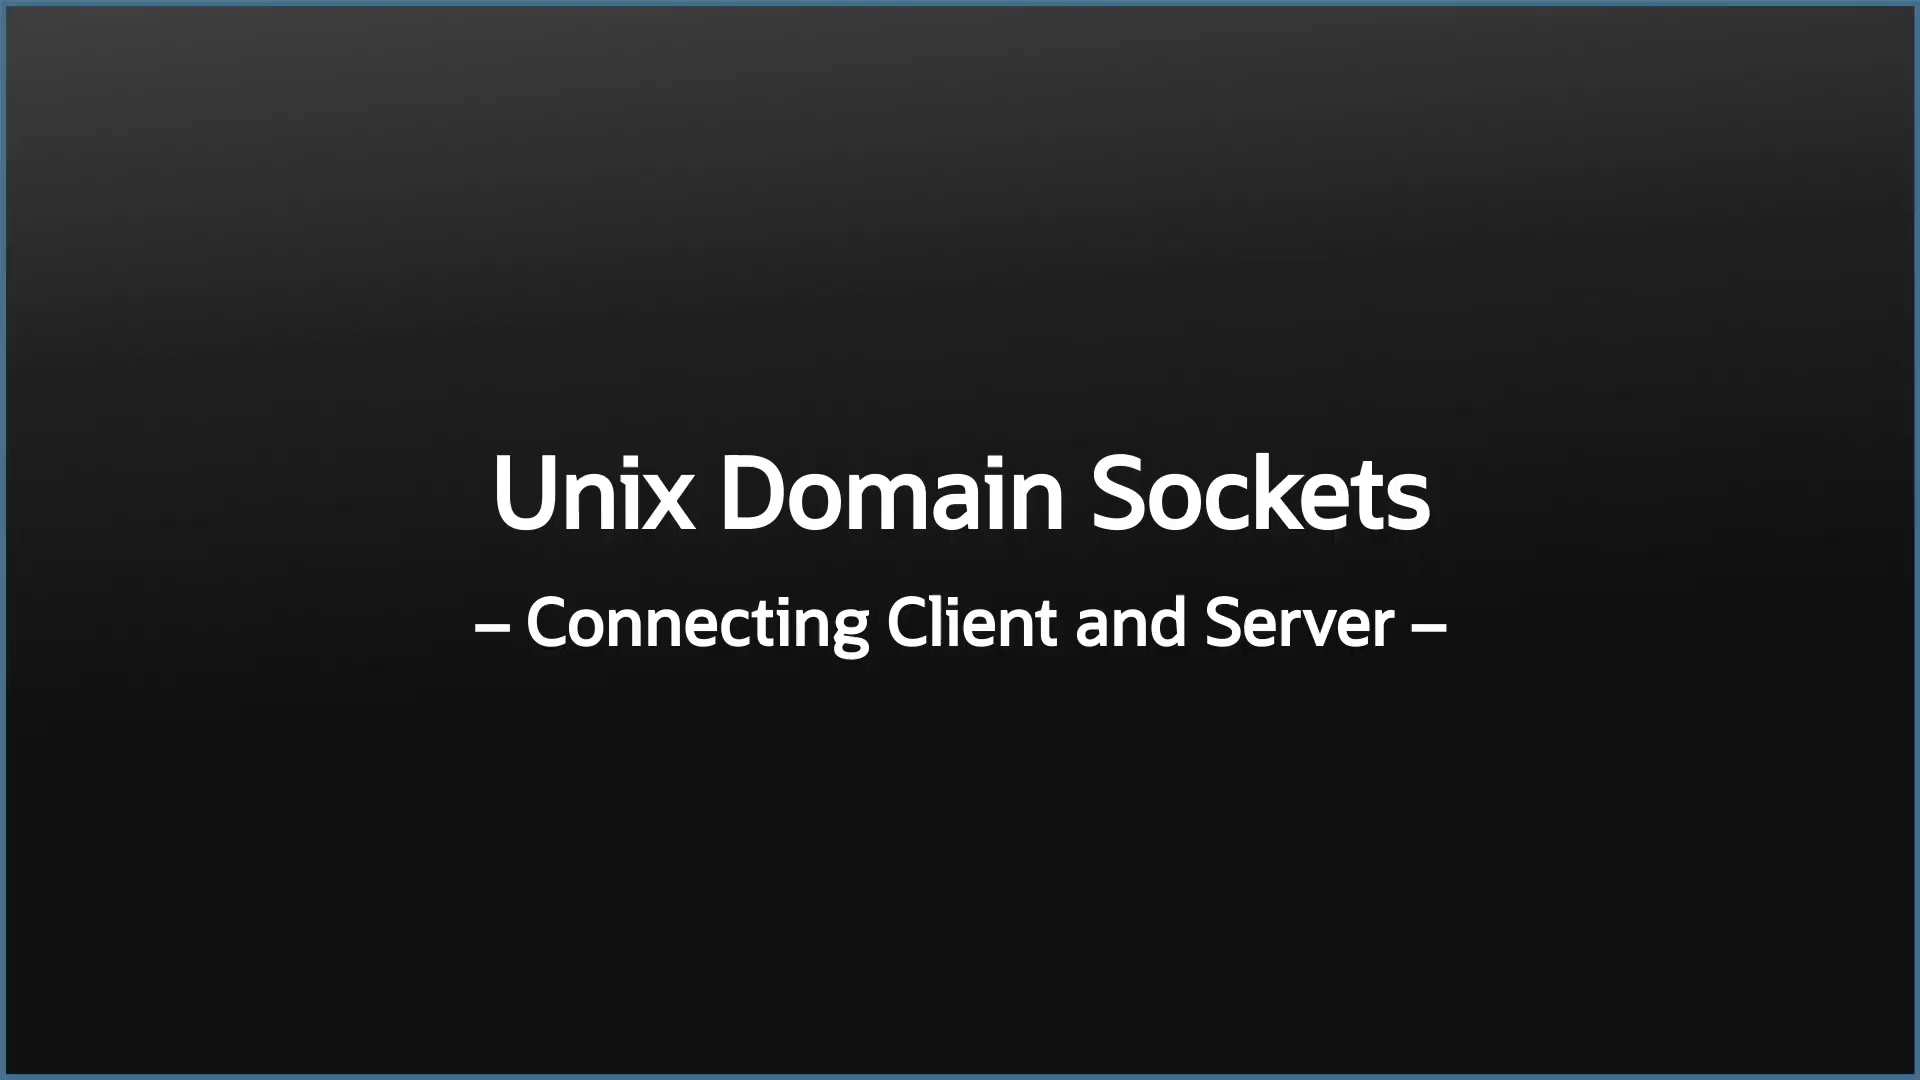 Unix Domain Sockets
– Connecting Client and Server –